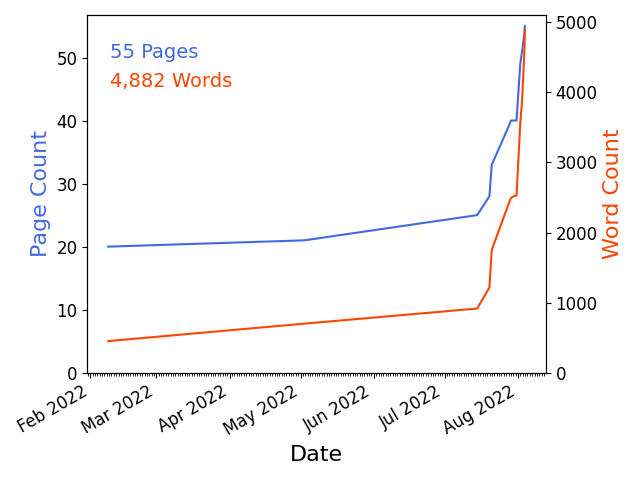 55 Pages
4,882 Words
50
40
30
20
10
0
Page Count
5000
4000
3000
2000
1000
0
Word Count
Feb 2022
Mar 2022
Apr 2022
May 2022
Jun 2022
Jul 2022
Aug 2022
Date